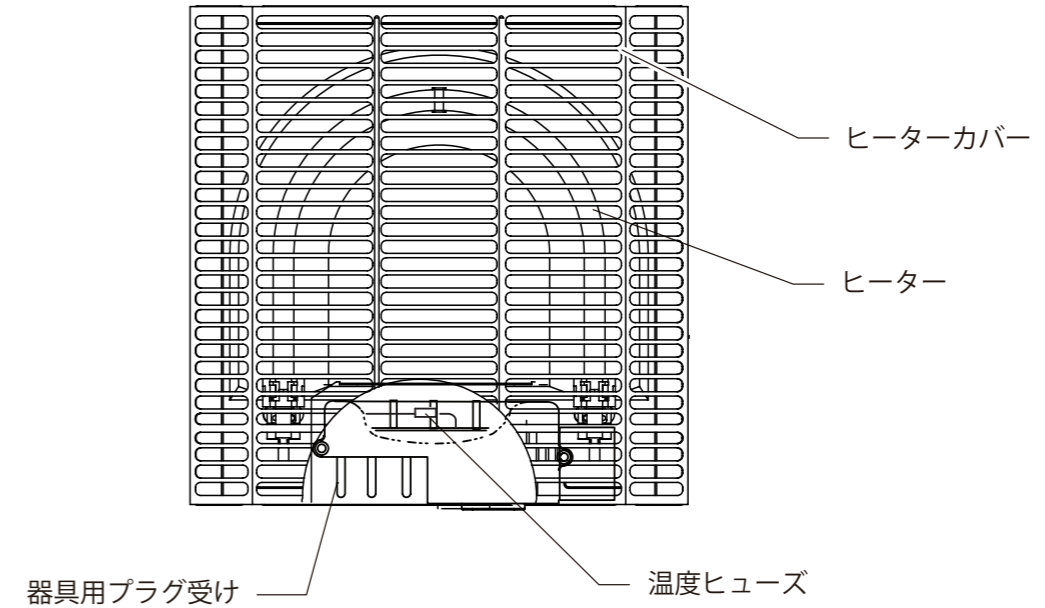 ヒーターカバー
ヒーター
器具用プラグ受け
温度ヒューズ